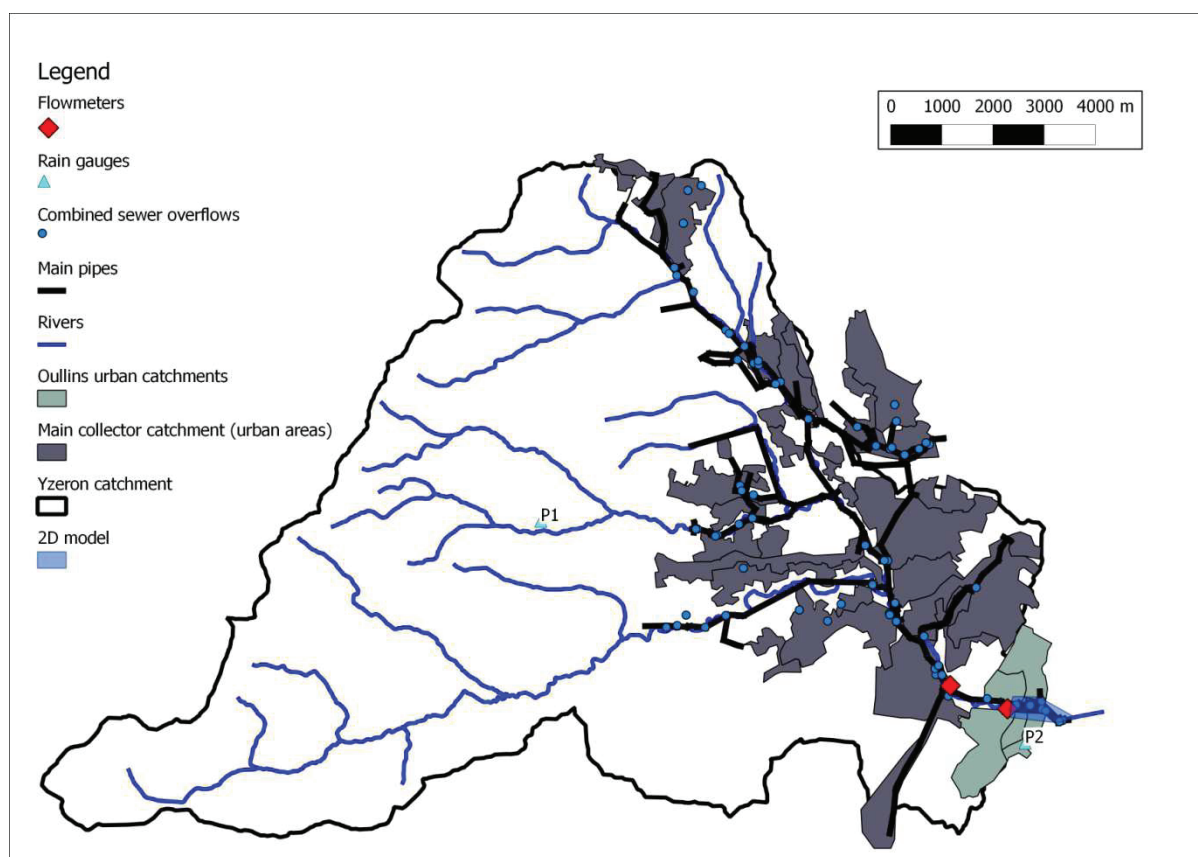 Legend
Flowmeters
Rain gauges
Combined sewer overflows
Main pipes
Rivers
Oullins urban catchments
Main collector catchment (urban areas)
Yzeron catchment
2D model
0 1000 2000 3000 4000 m
P1
P2